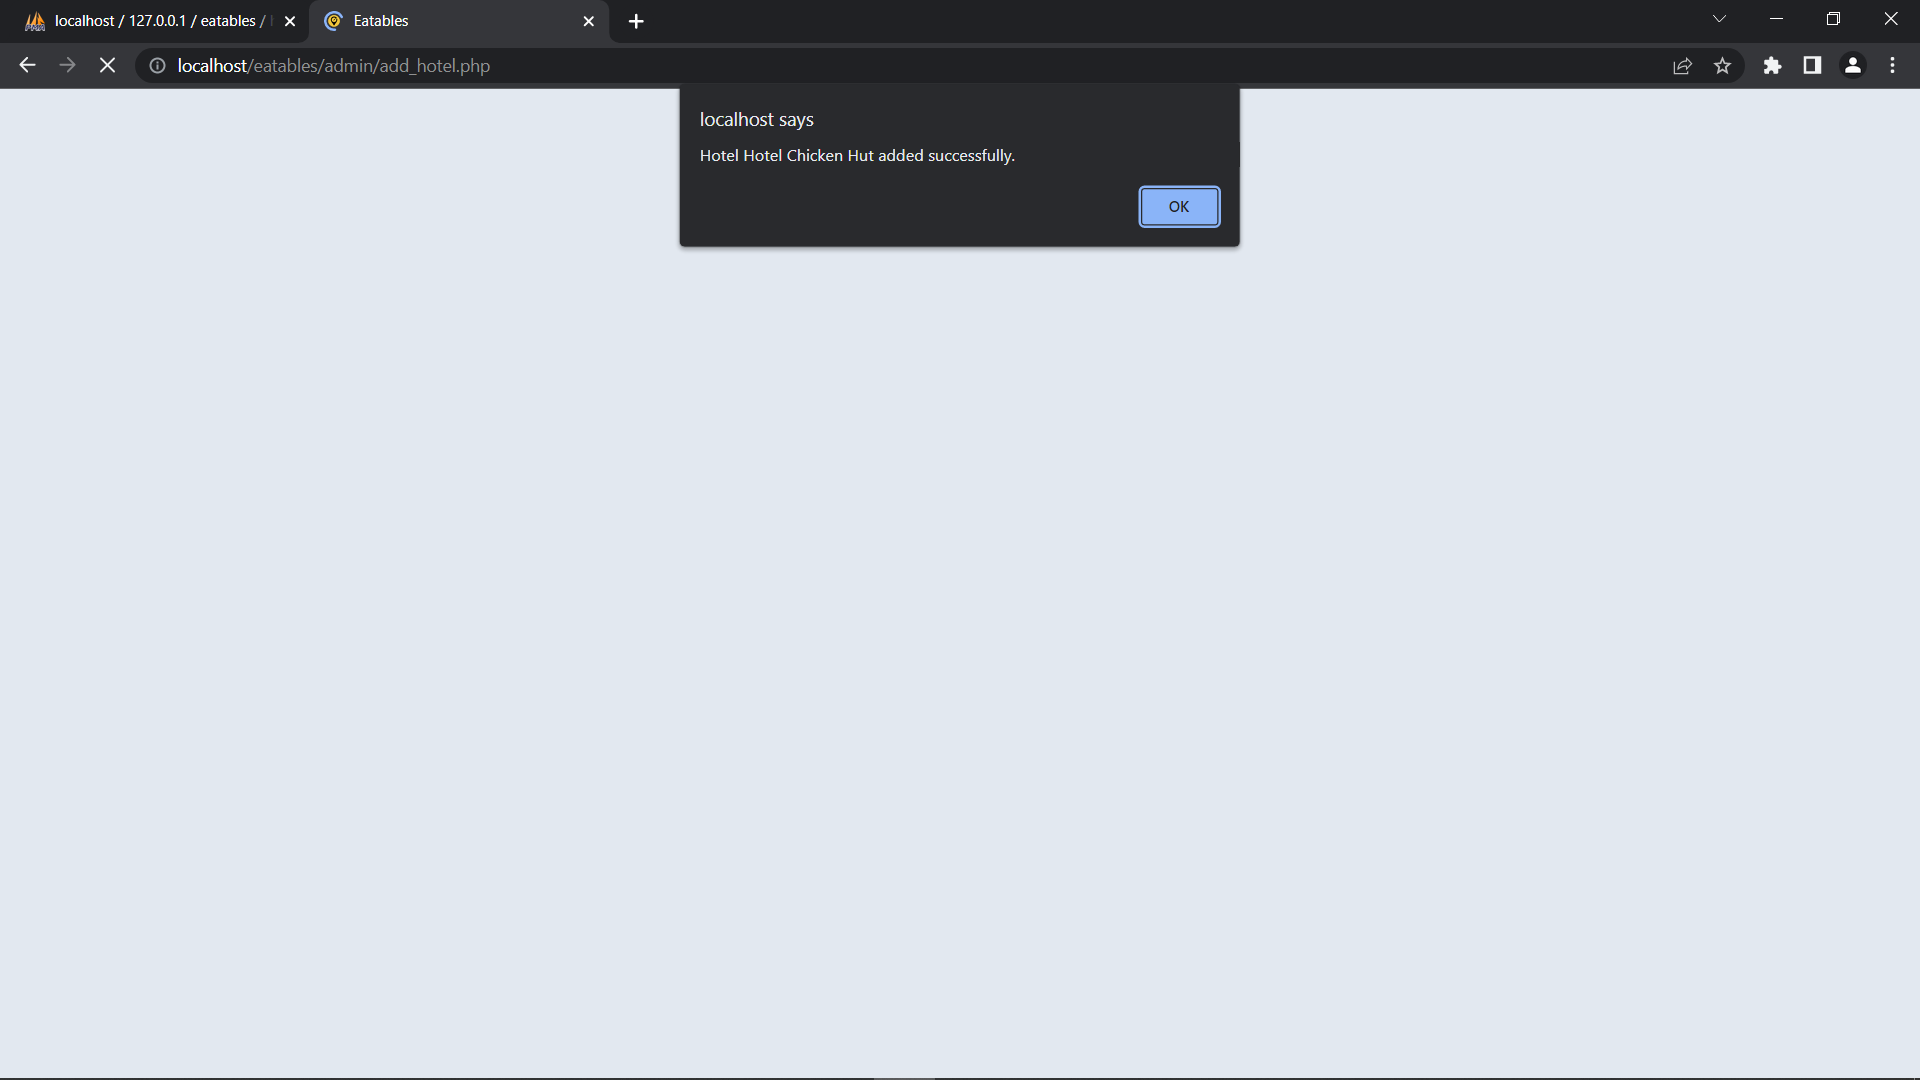 localhost / 127.0.0.1 / eatables /
Eatables
localhost/eatables/admin/add_hotel.php
localhost says
Hotel Hotel Chicken Hut added successfully.
OK